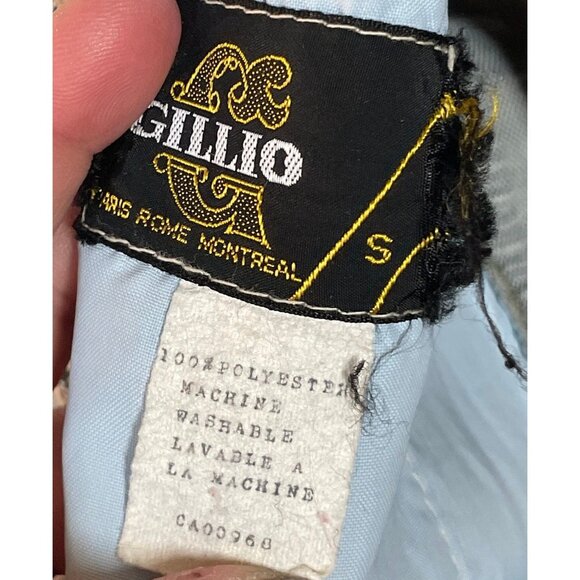 GILLIO
PARIS ROME MONTREAL
S
100%POLYESTER
MACHINE
WASHABLE
LAVABLE A
LA MACHINE
CA00968